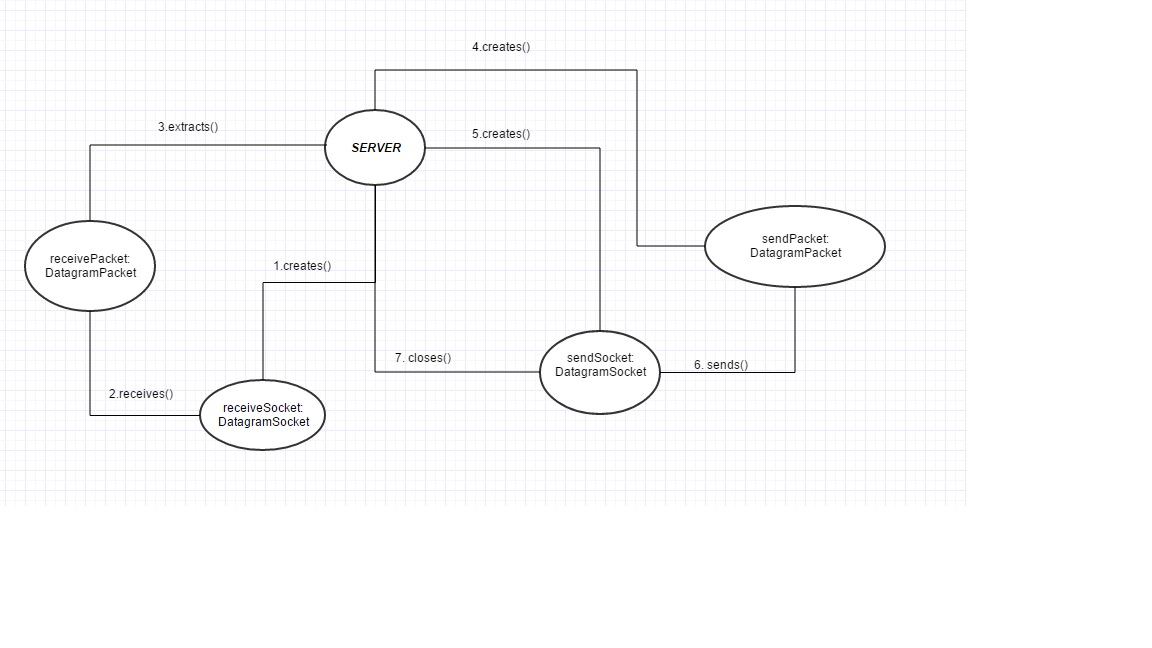 4.creates()
3.extracts()
5.creates()
SERVER
receivePacket:
DatagramPacket
sendPacket:
DatagramPacket
1.creates()
7. closes()
sendSocket:
DatagramSocket
6. sends()
2.receives()
receiveSocket:
DatagramSocket